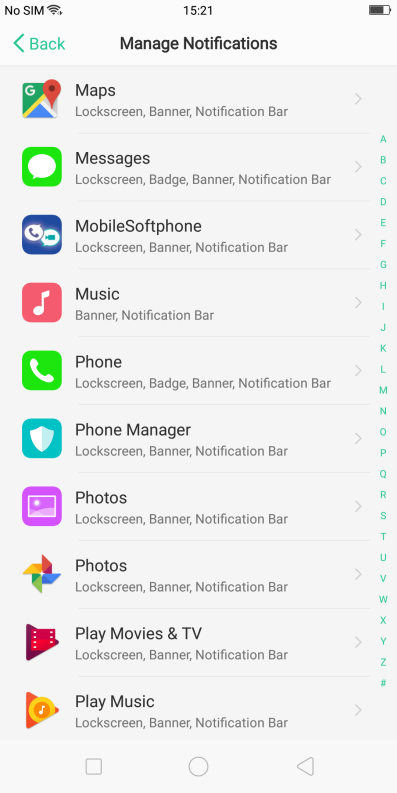 No SIM 15:21
Back Manage Notifications
Maps
Lockscreen, Banner, Notification Bar
Messages
Lockscreen, Badge, Banner, Notification Bar
MobileSoftphone
Lockscreen, Banner, Notification Bar
Music
Banner, Notification Bar
Phone
Lockscreen, Badge, Banner, Notification Bar
Phone Manager
Lockscreen, Banner, Notification Bar
Photos
Lockscreen, Banner, Notification Bar
Photos
Lockscreen, Banner, Notification Bar
Play Movies & TV
Lockscreen, Banner, Notification Bar
Play Music
Lockscreen, Banner, Notification Bar
A
B
C
D
E
F
G
H
I
J
K
L
M
N
O
P
Q
R
S
T
U
V
W
X
Y
Z
#